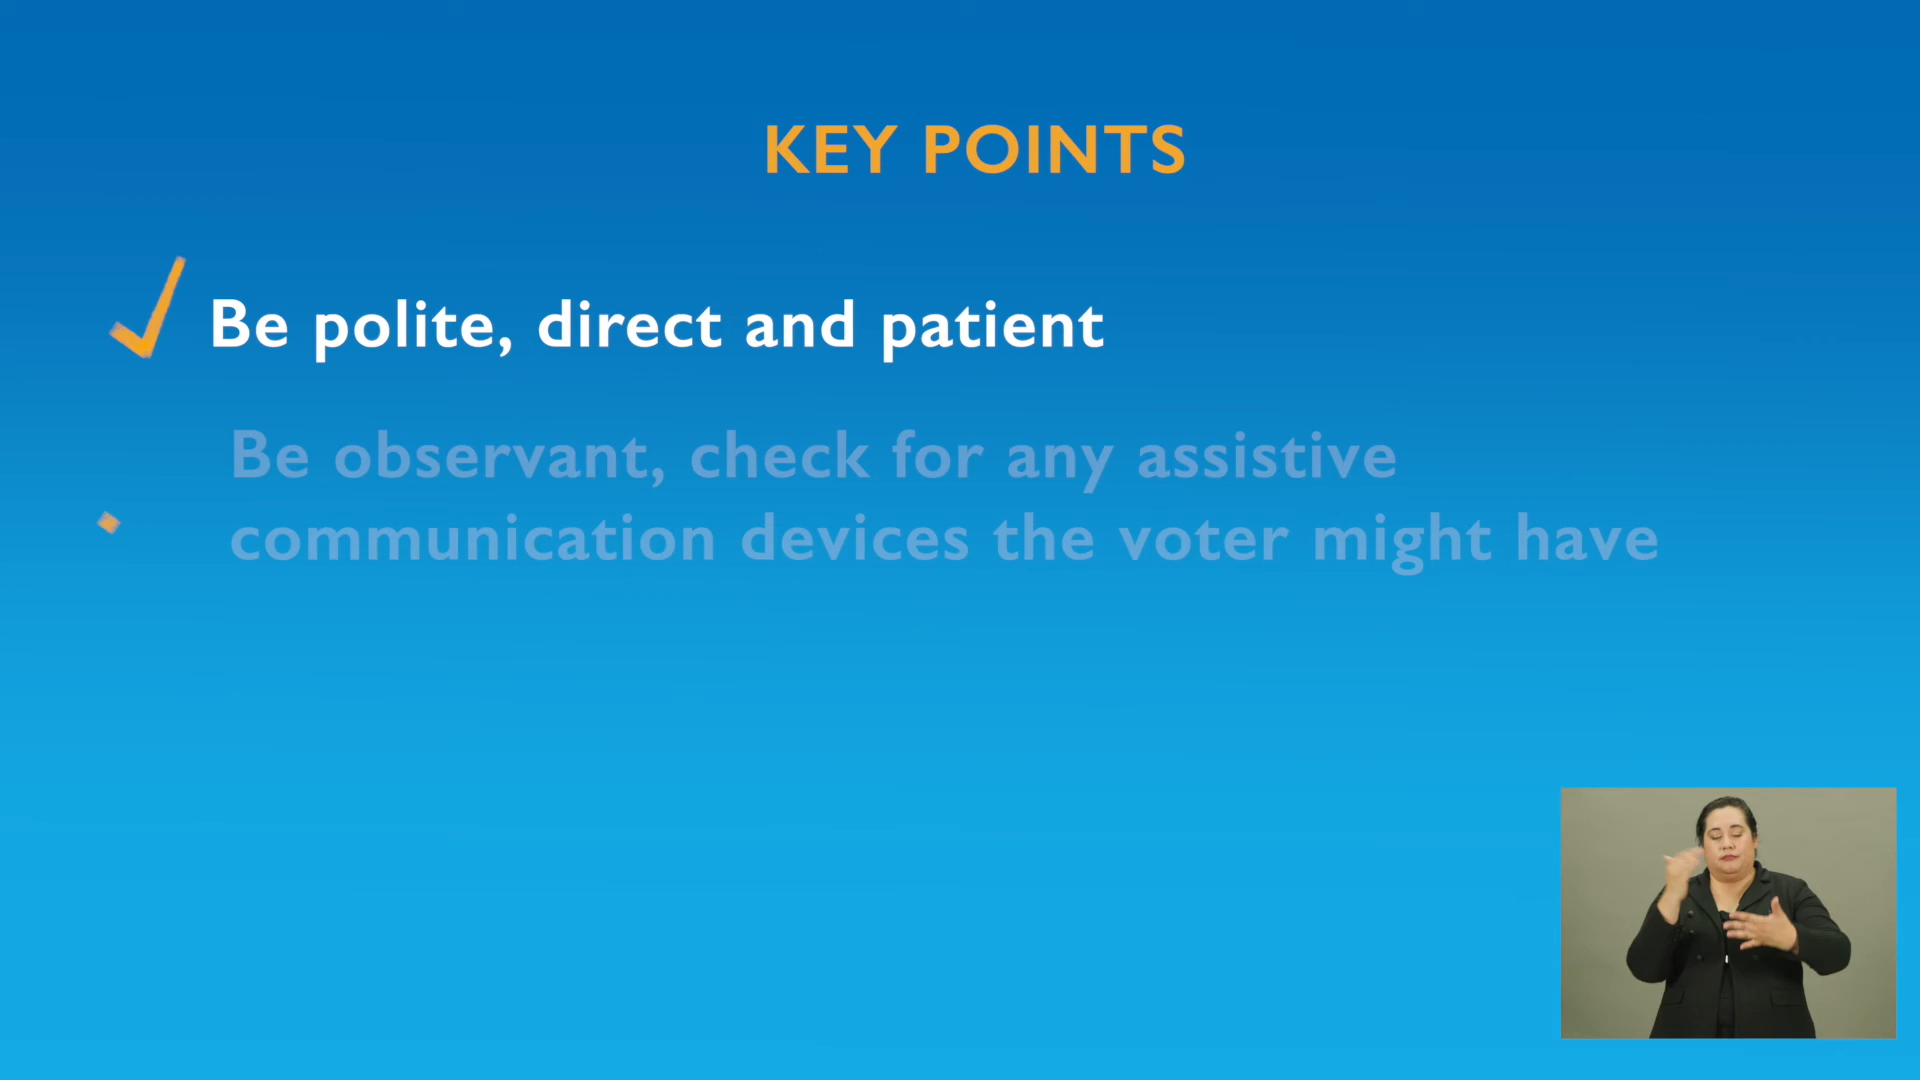 KEY POINTS
Be polite, direct and patient
Be observant, check for any assistive
communication devices the voter might have